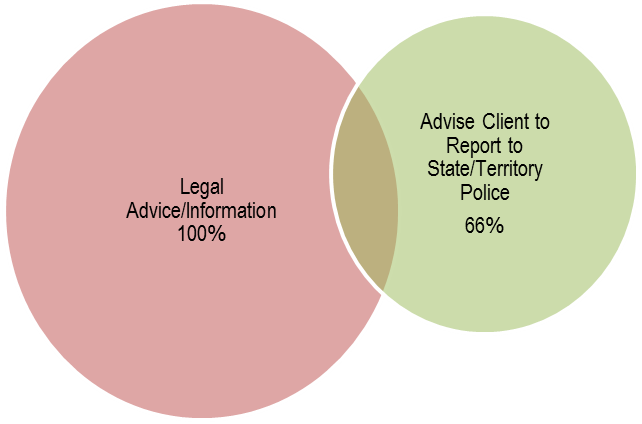 Legal
Advice/Information
100%
Advise Client to
Report to
State/Territory
Police
66%